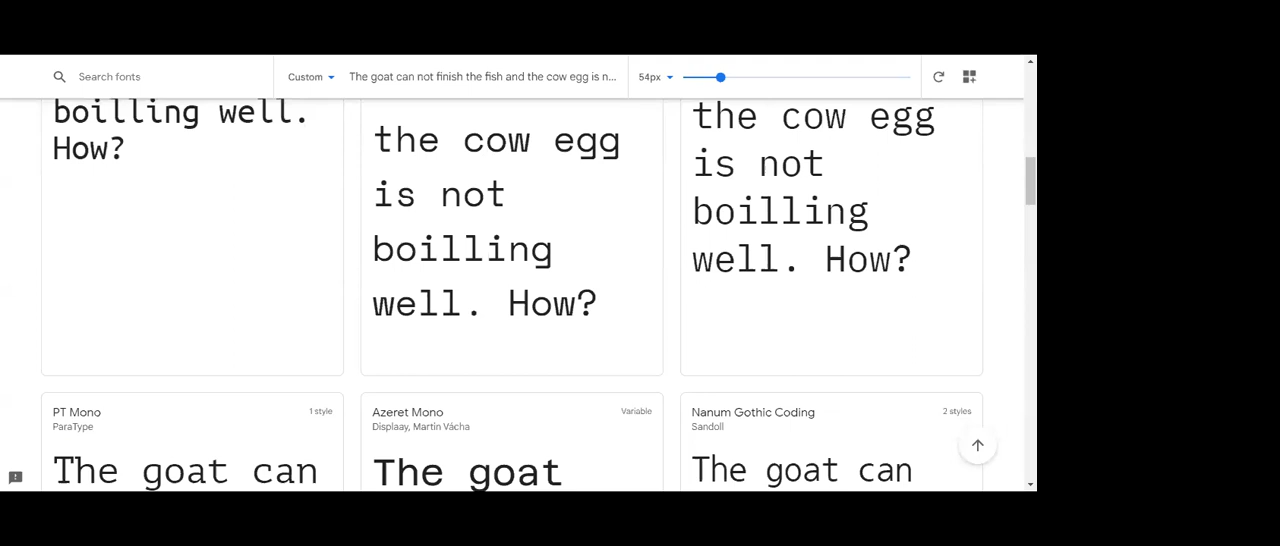 Search fonts
Custom
The goat can not finish the fish and the cow egg is n...
54px
boilling well.
How?
the cow egg
is not
boilling
well. How?
the cow egg
is not
boilling
well. How?
PT Mono
1 style
ParaType
The goat can
Azeret Mono
Variable
Displaay, Martin Vácha
The goat
Nanum Gothic Coding
2 styles
Sandoll
The goat can